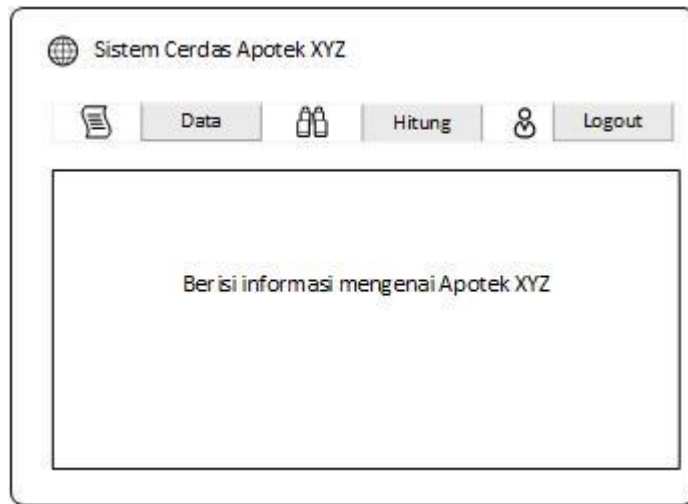 Sistem Cerdas Apotek XYZ
Data Hitung Logout
Berisi informasi mengenai Apotek XYZ